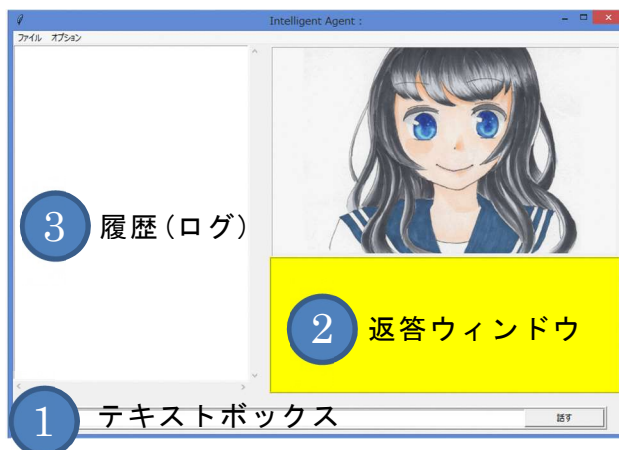 Intelligent Agent :
ファイル オプション
3 履歴(ログ)
2 返答ウィンドウ
1 テキストボックス
話す